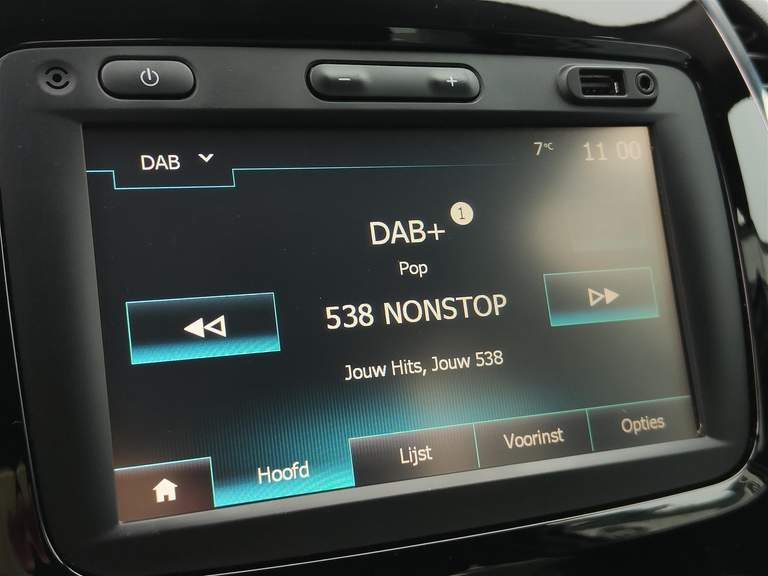 − +
DAB 7°C 11 00
DAB+ 1
Pop
538 NONSTOP
Jouw Hits, Jouw 538
Hoofd Lijst Voorinst Opties